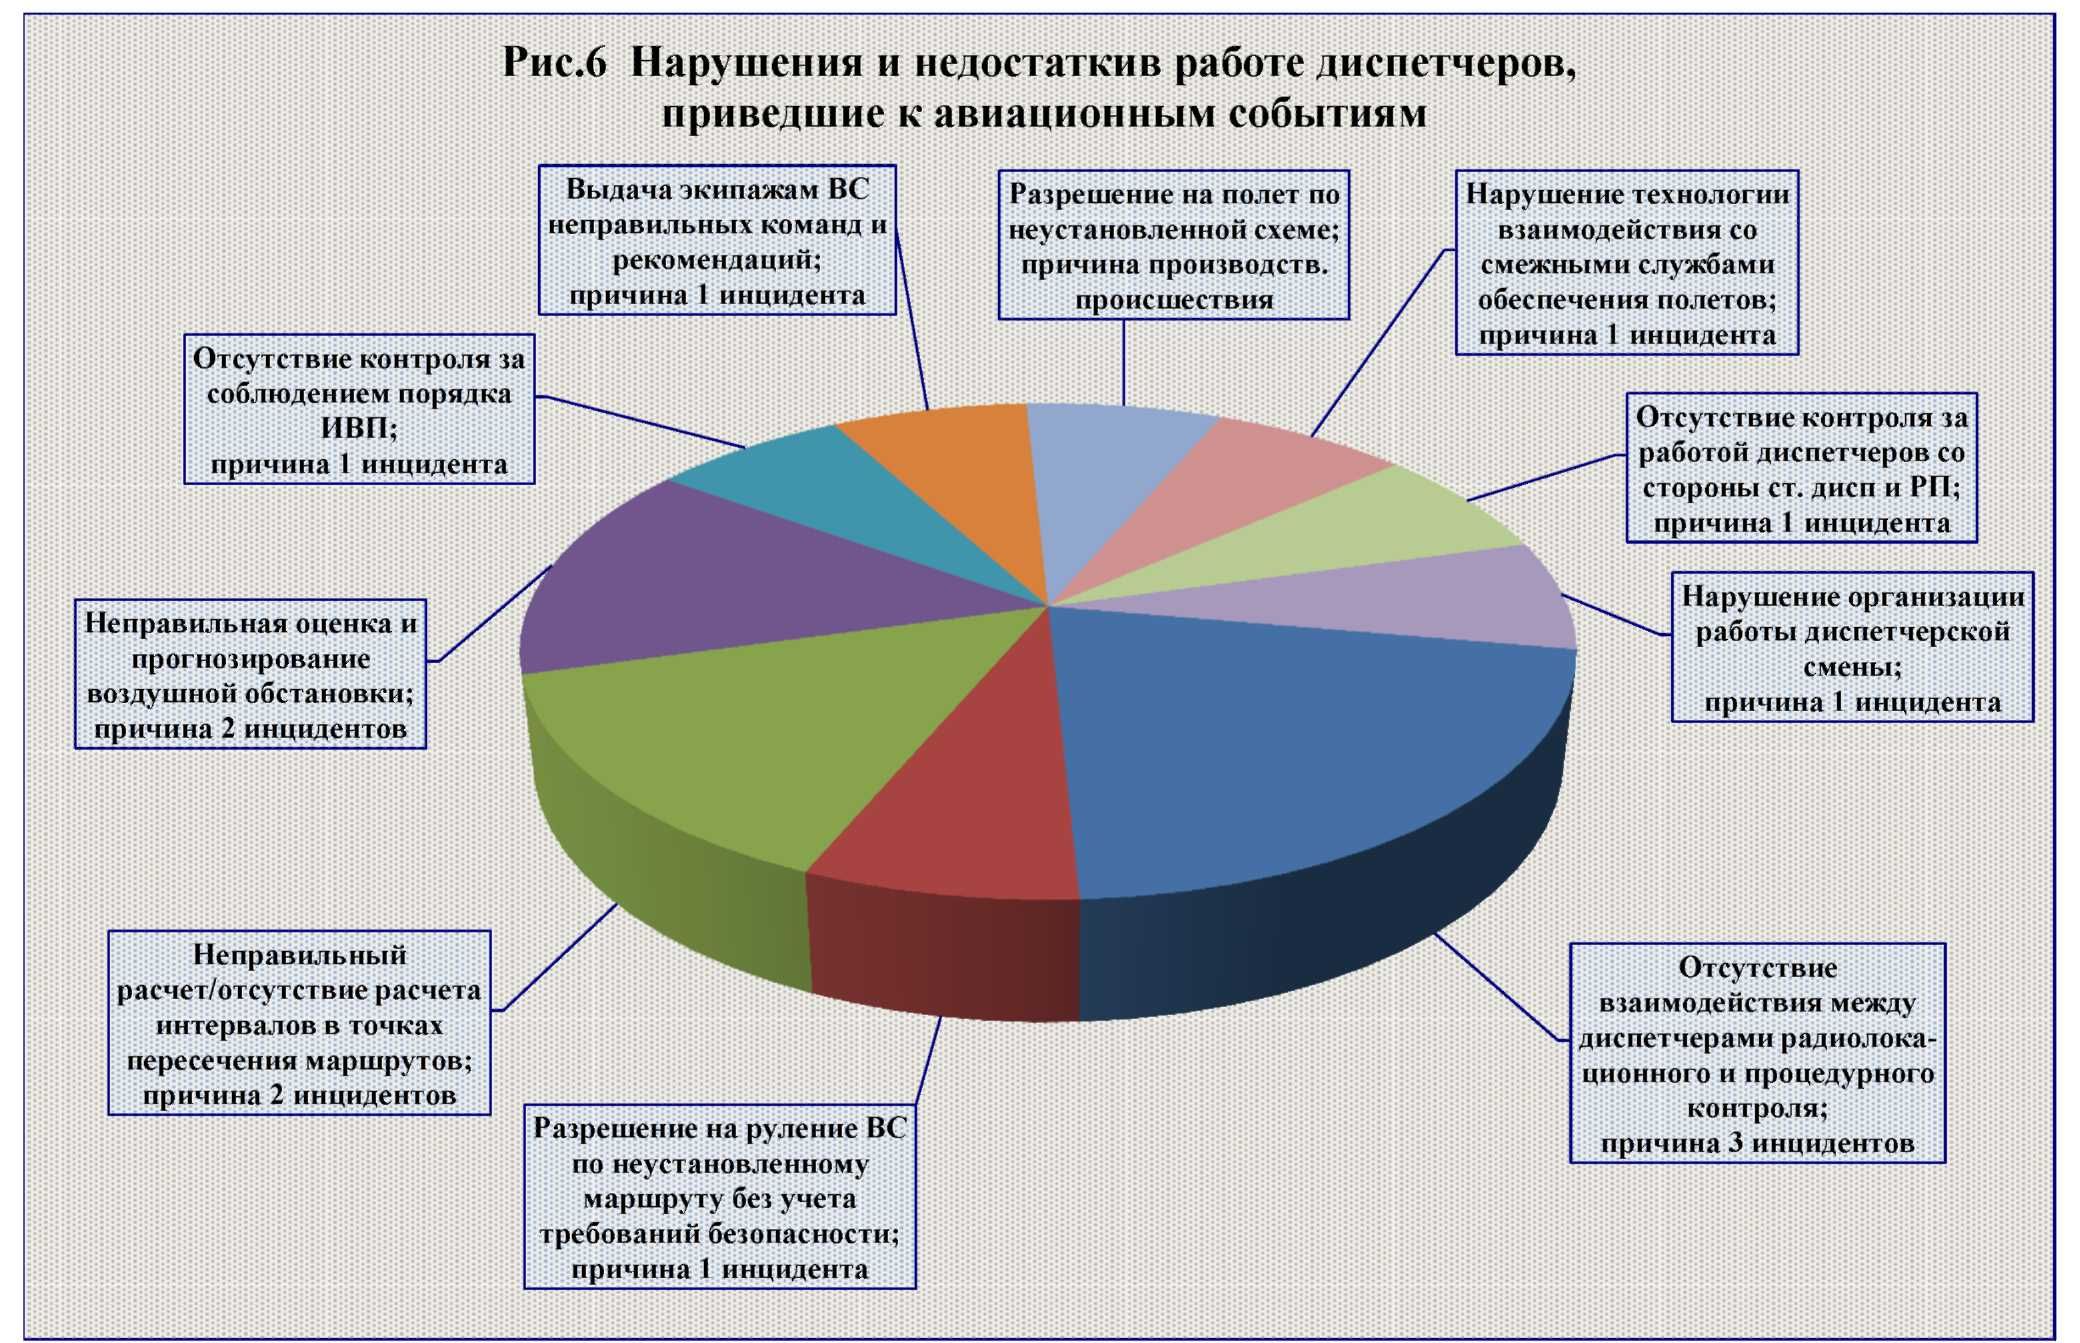 Рис.6 Нарушения и недостаткив работе диспетчеров,
приведшие к авиационным событиям
Выдача экипажам ВС
неправильных команд и
рекомендаций;
причина 1 инцидента
Разрешение на полет по
неустановленной схеме;
причина производств.
происшествия
Нарушение технологии
взаимодействия со
смежными службами
обеспечения полетов;
причина 1 инцидента
Отсутствие контроля за
соблюдением порядка
ИВП;
причина 1 инцидента
Отсутствие контроля за
работой диспетчеров со
стороны ст. дисп и РП;
причина 1 инцидента
Неправильная оценка и
прогнозирование
воздушной обстановки;
причина 2 инцидентов
Нарушение организации
работы диспетчерской
смены;
причина 1 инцидента
Неправильный
расчет/отсутствие расчета
интервалов в точках
пересечения маршрутов;
причина 2 инцидентов
Отсутствие
взаимодействия между
диспетчерами радиолока-
ционного и процедурного
контроля;
причина 3 инцидентов
Разрешение на руление ВС
по неустановленному
маршруту без учета
требований безопасности;
причина 1 инцидента